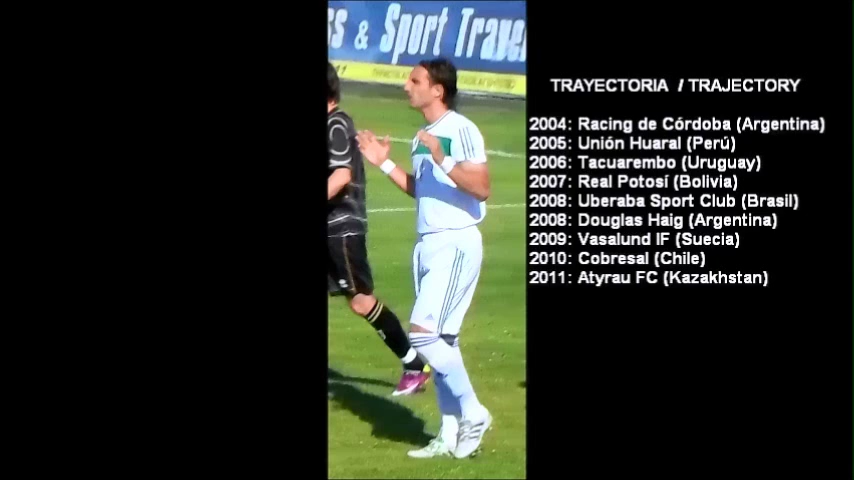 & Sport Travel
TRAYECTORIA / TRAJECTORY
2004: Racing de Córdoba (Argentina)
2005: Unión Huaral (Perú)
2006: Tacuarembo (Uruguay)
2007: Real Potosí (Bolivia)
2008: Uberaba Sport Club (Brasil)
2008: Douglas Haig (Argentina)
2009: Vasalund IF (Suecia)
2010: Cobresal (Chile)
2011: Atyrau FC (Kazakhstan)